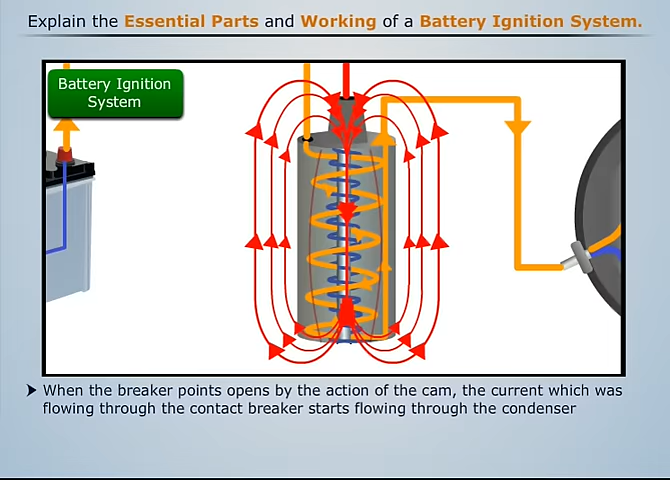 Explain the Essential Parts and Working of a Battery Ignition System.
Battery Ignition
System
When the breaker points opens by the action of the cam, the current which was
flowing through the contact breaker starts flowing through the condenser